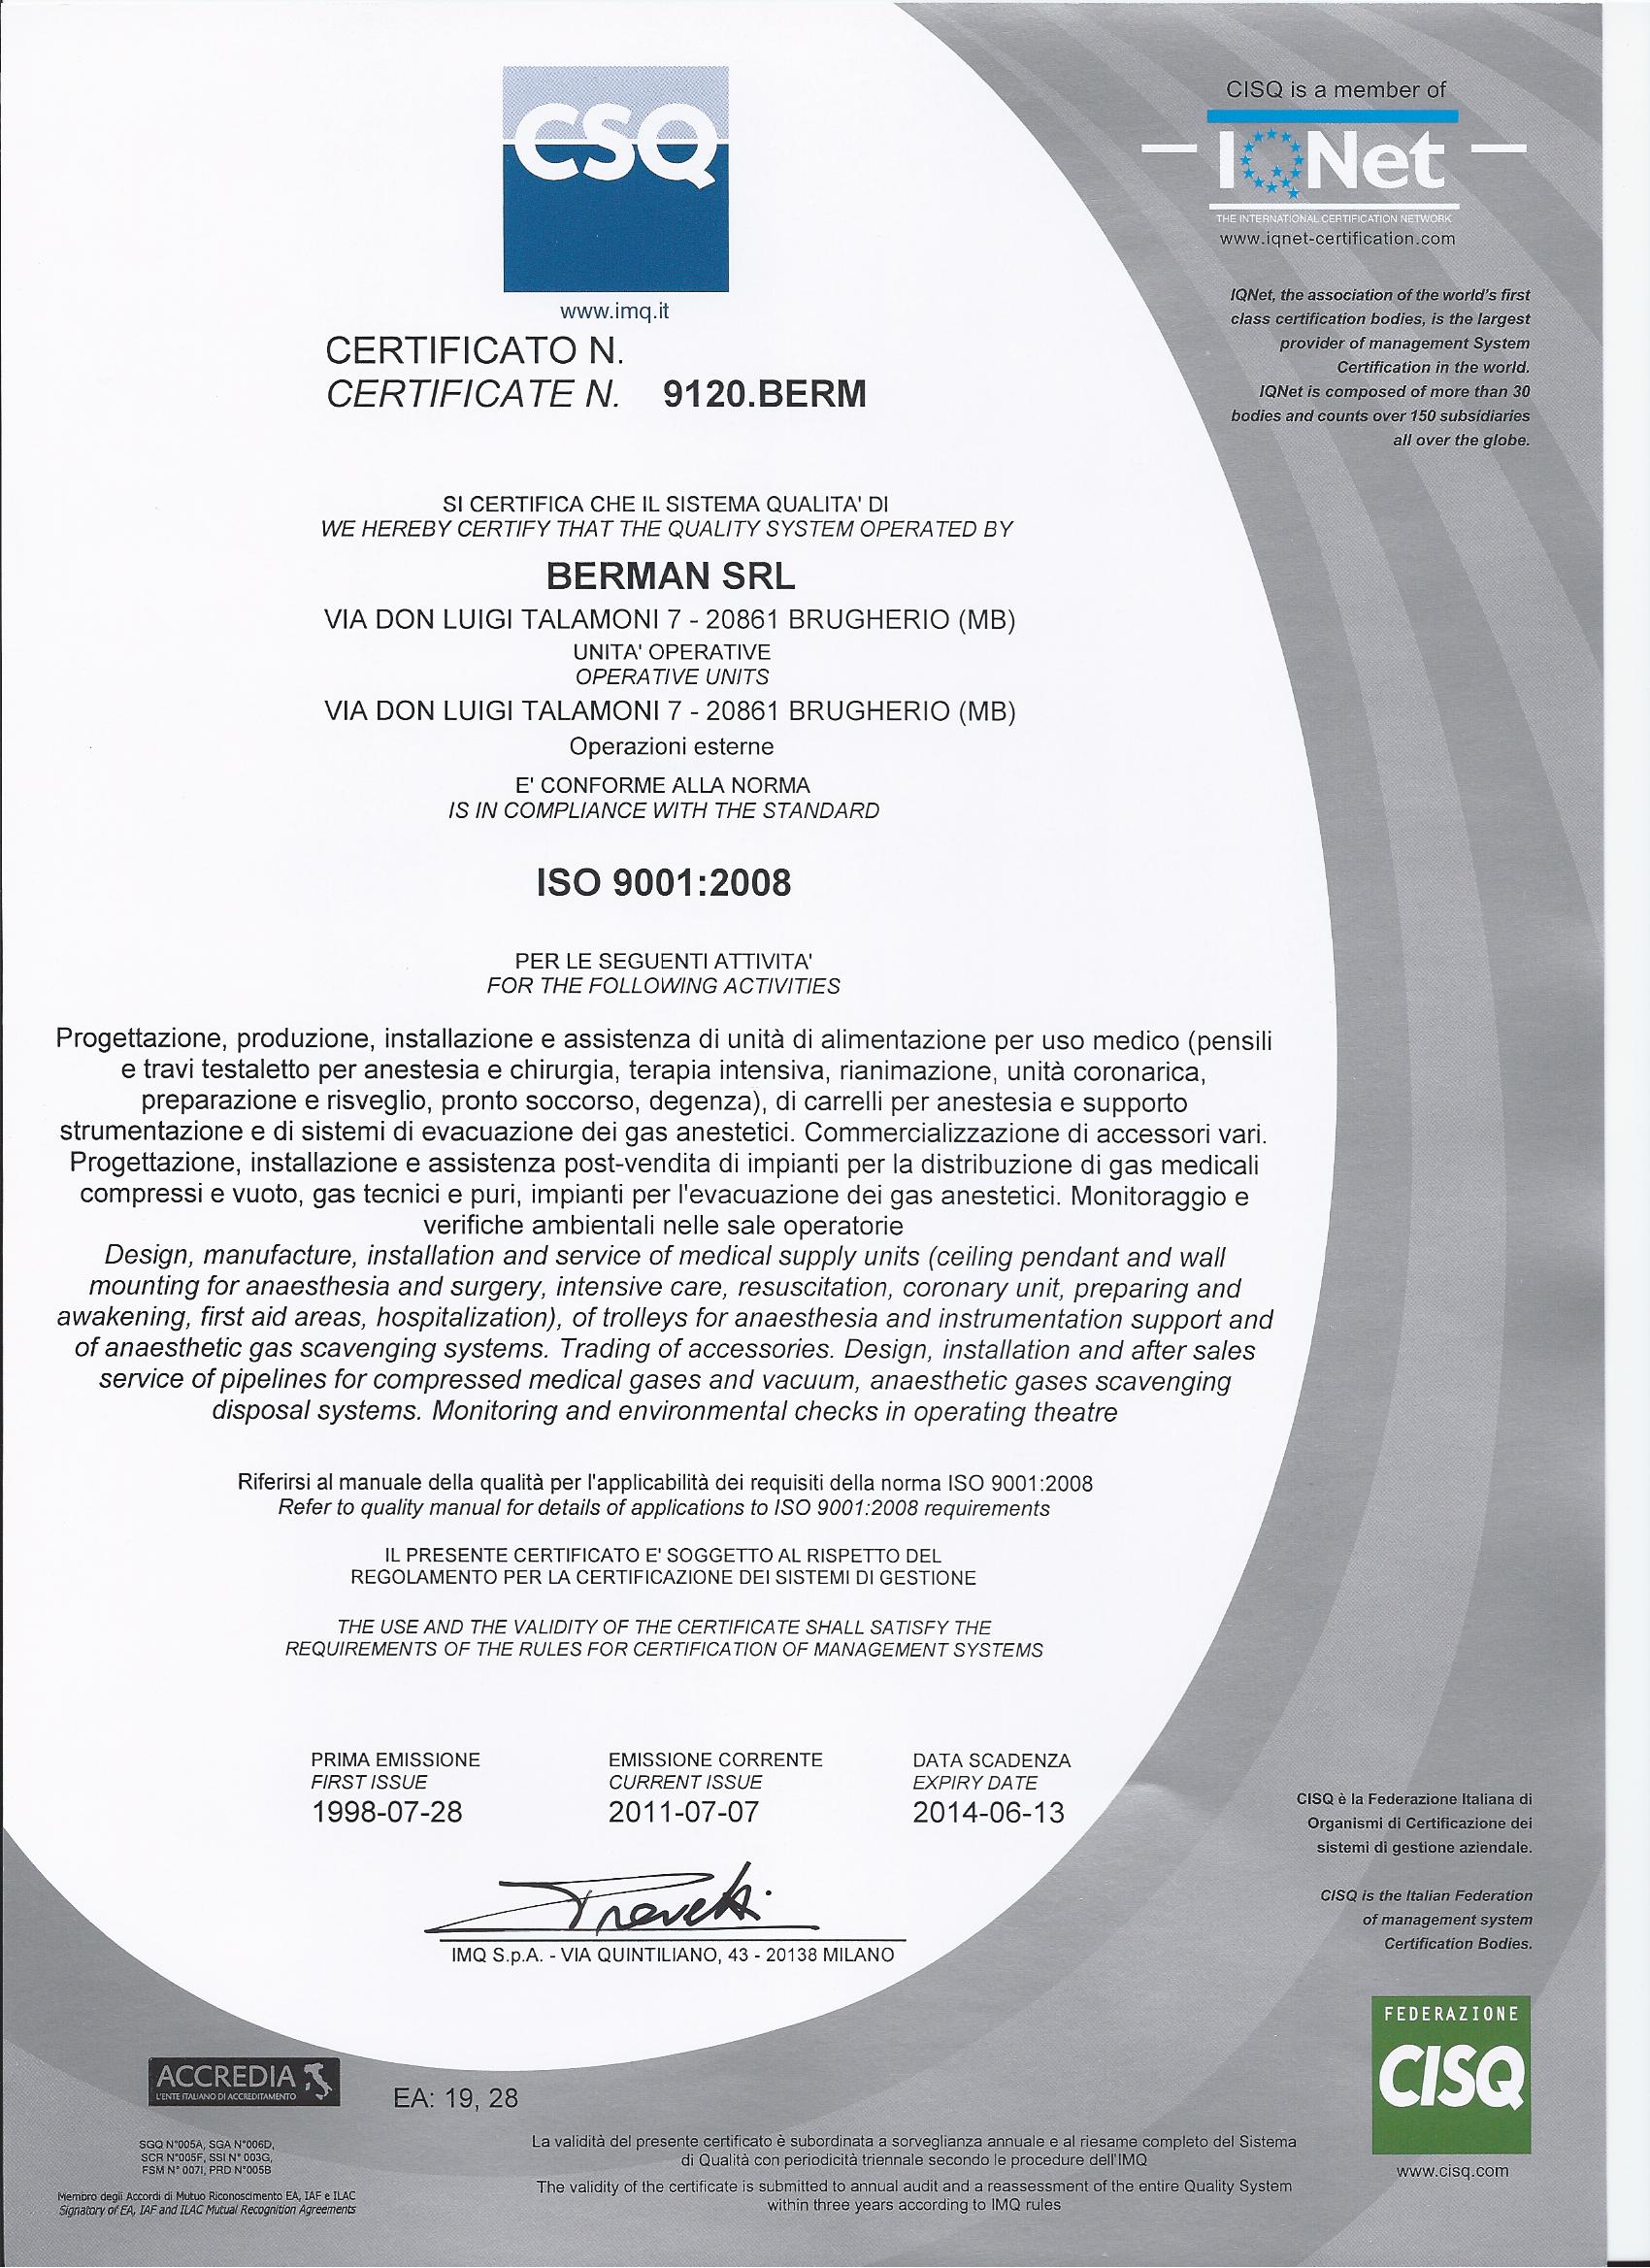 CSQ
www.imq.it
CERTIFICATO N.
CERTIFICATE N. 9120.BERM
CISQ is a member of
IQNet
THE INTERNATIONAL CERTIFICATION NETWORK
www.iqnet-certification.com
IQNet, the association of the world's first
class certification bodies, is the largest
provider of management System
Certification in the world.
IQNet is composed of more than 30
bodies and counts over 150 subsidiaries
all over the globe.
SI CERTIFICA CHE IL SISTEMA QUALITA' DI
WE HEREBY CERTIFY THAT THE QUALITY SYSTEM OPERATED BY
BERMAN SRL
VIA DON LUIGI TALAMONI 7 - 20861 BRUGHERIO (MB)
UNITA' OPERATIVE
OPERATIVE UNITS
VIA DON LUIGI TALAMONI 7 - 20861 BRUGHERIO (MB)
Operazioni esterne
E' CONFORME ALLA NORMA
IS IN COMPLIANCE WITH THE STANDARD
ISO 9001:2008
PER LE SEGUENTI ATTIVITA'
FOR THE FOLLOWING ACTIVITIES
Progettazione, produzione, installazione e assistenza di unità di alimentazione per uso medico (pensili
e travi testaletto per anestesia e chirurgia, terapia intensiva, rianimazione, unità coronarica,
preparazione e risveglio, pronto soccorso, degenza), di carrelli per anestesia e supporto
strumentazione e di sistemi di evacuazione dei gas anestetici. Commercializzazione di accessori vari.
Progettazione, installazione e assistenza post-vendita di impianti per la distribuzione di gas medicali
compressi e vuoto, gas tecnici e puri, impianti per l'evacuazione dei gas anestetici. Monitoraggio e
verifiche ambientali nelle sale operatorie
Design, manufacture, installation and service of medical supply units (ceiling pendant and wall
mounting for anaesthesia and surgery, intensive care, resuscitation, coronary unit, preparing and
awakening, first aid areas, hospitalization), of trolleys for anaesthesia and instrumentation support and
of anaesthetic gas scavenging systems. Trading of accessories. Design, installation and after sales
service of pipelines for compressed medical gases and vacuum, anaesthetic gases scavenging
disposal systems. Monitoring and environmental checks in operating theatre
Riferirsi al manuale della qualità per l'applicabilità dei requisiti della norma ISO 9001:2008
Refer to quality manual for details of applications to ISO 9001:2008 requirements
IL PRESENTE CERTIFICATO E' SOGGETTO AL RISPETTO DEL
REGOLAMENTO PER LA CERTIFICAZIONE DEI SISTEMI DI GESTIONE
THE USE AND THE VALIDITY OF THE CERTIFICATE SHALL SATISFY THE
REQUIREMENTS OF THE RULES FOR CERTIFICATION OF MANAGEMENT SYSTEMS
PRIMA EMISSIONE EMISSIONE CORRENTE DATA SCADENZA
FIRST ISSUE CURRENT ISSUE EXPIRY DATE
1998-07-28 2011-07-07 2014-06-13
IMQ S.p.A. - VIA QUINTILIANO, 43 - 20138 MILANO
CISQ è la Federazione Italiana di
Organismi di Certificazione dei
sistemi di gestione aziendale.
CISQ is the Italian Federation
of management system
Certification Bodies.
FEDERAZIONE
CISQ
www.cisq.com
ACCREDIA
L'ENTE ITALIANO DI ACCREDITAMENTO
EA: 19, 28
SGQ N°005A, SGA N°006D,
SCR N°005F, SSI N° 003G,
FSM N° 007I, PRD N°005B
Membro degli Accordi di Mutuo Riconoscimento EA, IAF e ILAC
Signatory of EA, IAF and ILAC Mutual Recognition Agreements
La validità del presente certificato è subordinata a sorveglianza annuale e al riesame completo del Sistema
di Qualità con periodicità triennale secondo le procedure dell'IMQ
The validity of the certificate is submitted to annual audit and a reassessment of the entire Quality System
within three years according to IMQ rules